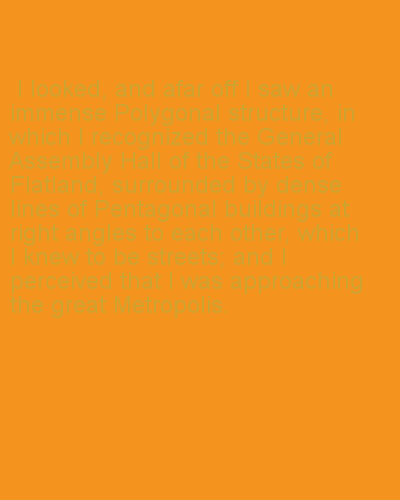 I looked, and afar off I saw an
immense Polygonal structure, in
which I recognized the General
Assembly Hall of the States of
Flatland, surrounded by dense
lines of Pentagonal buildings at
right angles to each other, which
I knew to be streets; and I
perceived that I was approaching
the great Metropolis.